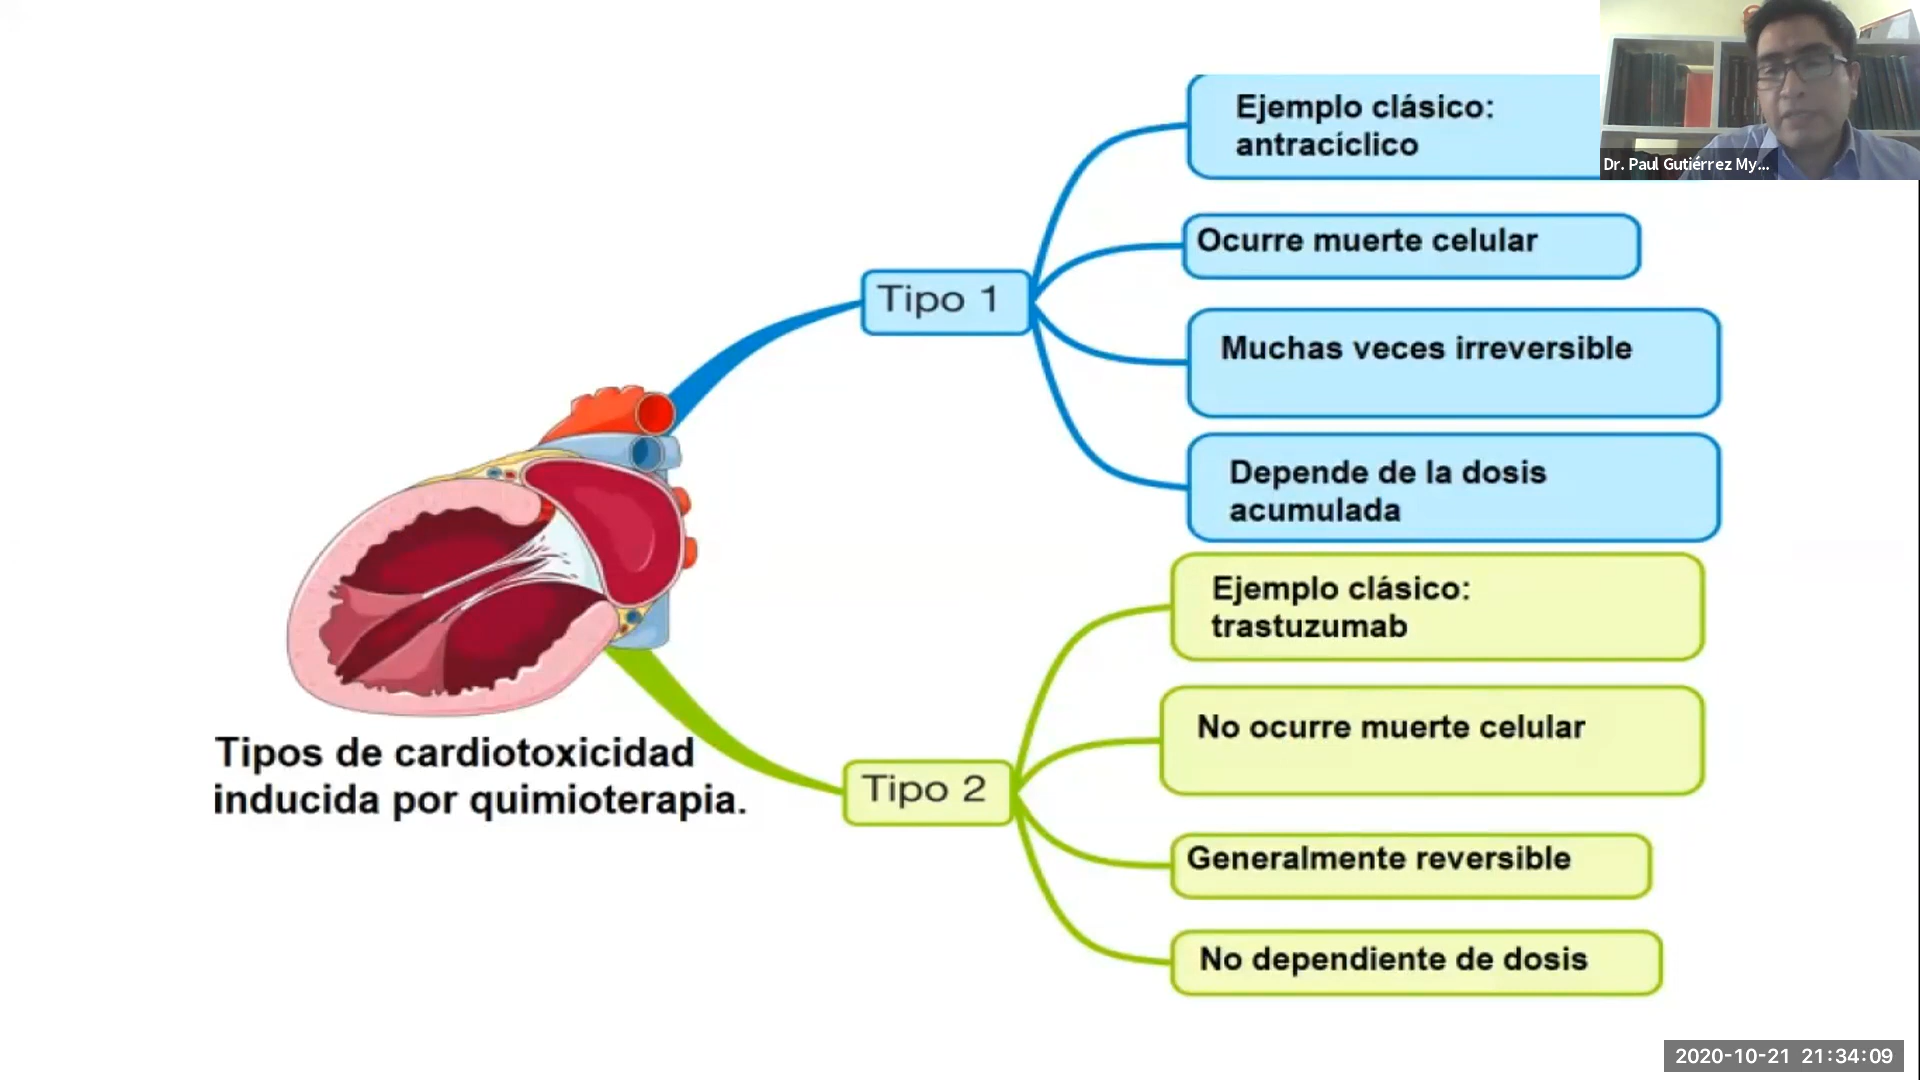 Tipos de cardiotoxicidad
inducida por quimioterapia.
Tipo 1
Ejemplo clásico:
antracíclico
Ocurre muerte celular
Muchas veces irreversible
Depende de la dosis
acumulada
Tipo 2
Ejemplo clásico:
trastuzumab
No ocurre muerte celular
Generalmente reversible
No dependiente de dosis
Dr. Paul Gutiérrez My...
2020-10-21 21:34:09